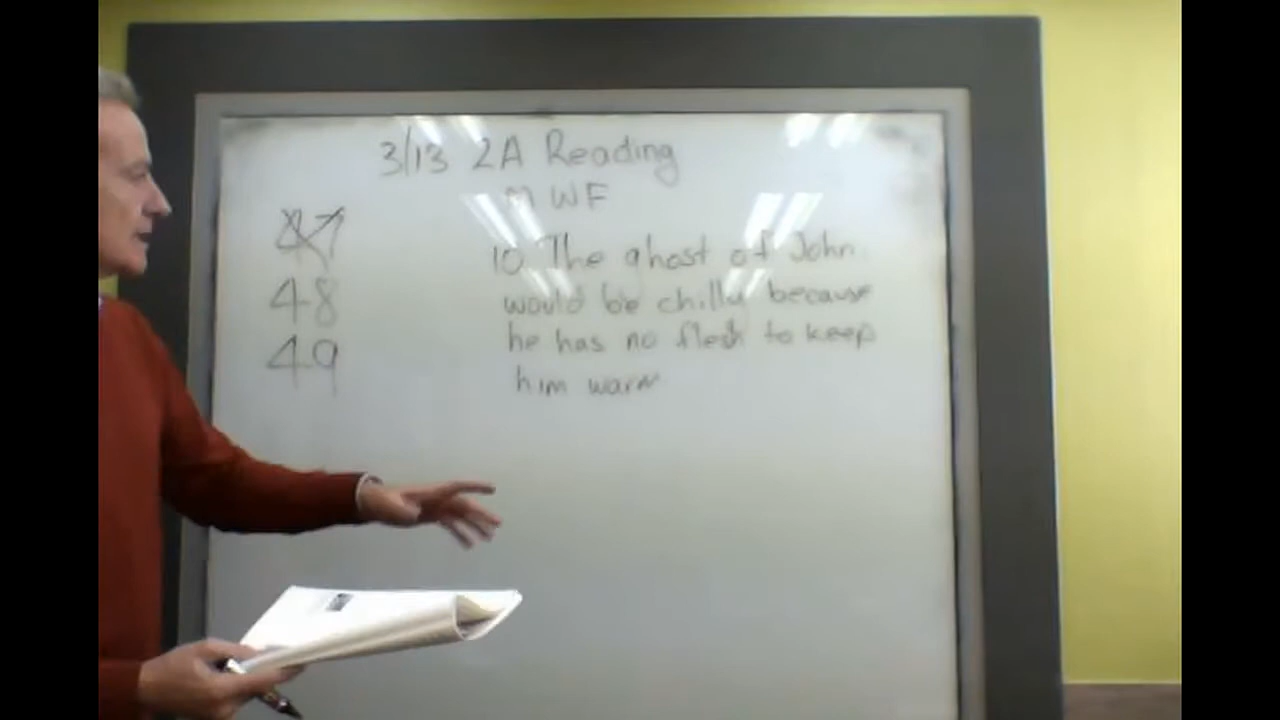 3/13 2A Reading
M WF
47
48
49
10 The ghost of John
would be chilly because
he has no flesh to keep
him warm